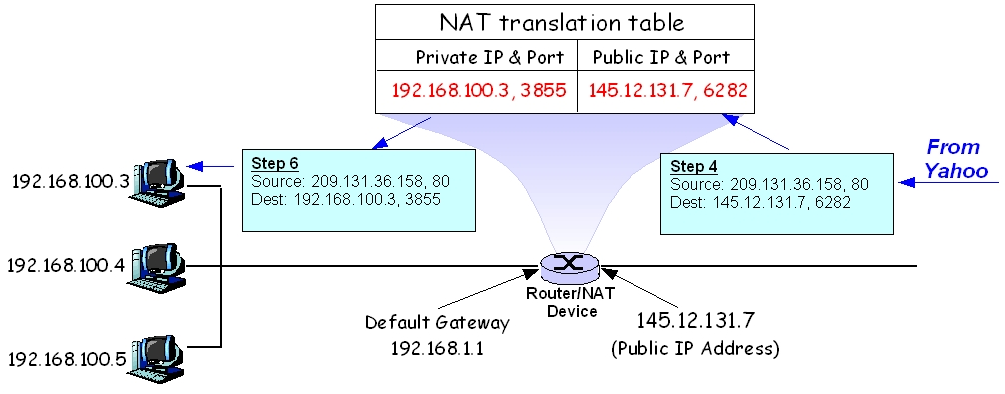 NAT translation table
Private IP & Port
Public IP & Port
192.168.100.3, 3855
145.12.131.7, 6282
Step 6
Source: 209.131.36.158, 80
Dest: 192.168.100.3, 3855
Step 4
Source: 209.131.36.158, 80
Dest: 145.12.131.7, 6282
From
Yahoo
192.168.100.3
192.168.100.4
192.168.100.5
Router/NAT
Device
Default Gateway
192.168.1.1
145.12.131.7
(Public IP Address)